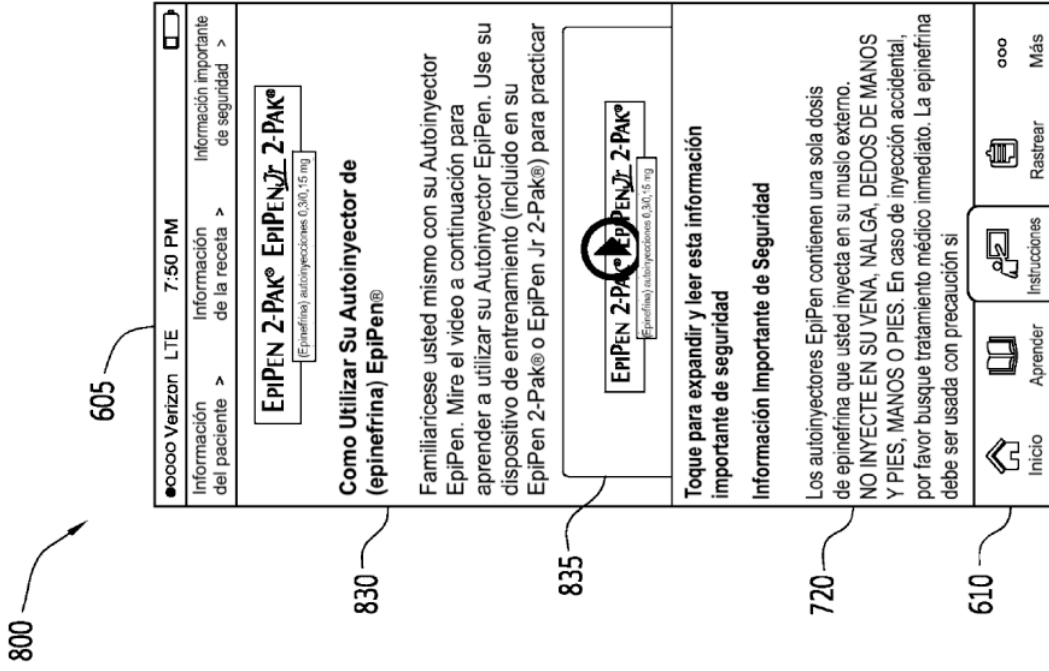 800
605
●oooo Verizon LTE 7:50 PM
Información
del paciente >
Información
de la receta >
Información importante
de seguridad >
EPIPEN 2-PAK® EPIPEN Jr 2-PAK®
(Epinefrina) autoinyecciones 0,3/0,15 mg
830
Como Utilizar Su Autoinyector de
(epinefrina) EpiPen®
Familiaricese usted mismo con su Autoinyector
EpiPen. Mire el video a continuación para
aprender a utilizar su Autoinyector EpiPen. Use su
dispositivo de entrenamiento (incluido en su
EpiPen 2-Pak® o EpiPen Jr 2-Pak®) para practicar
835
EPIPEN 2-PAK® EPIPEN Jr 2-PAK®
(Epinefrina) autoinyecciones 0,3/0,15 mg
Toque para expandir y leer esta información
importante de seguridad
Información Importante de Seguridad
720
Los autoinyectores EpiPen contienen una sola dosis
de epinefrina que usted inyecta en su muslo externo.
NO INYECTE EN SU VENA, NALGA, DEDOS DE MANOS
Y PIES, MANOS O PIES. En caso de inyección accidental,
por favor busque tratamiento médico inmediato. La epinefrina
debe ser usada con precaución si
610
Inicio
Aprender
Instrucciones
Rastrear
Más